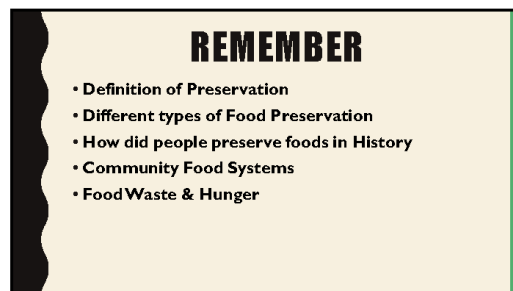 REMEMBER
• Definition of Preservation
• Different types of Food Preservation
• How did people preserve foods in History
• Community Food Systems
• Food Waste & Hunger